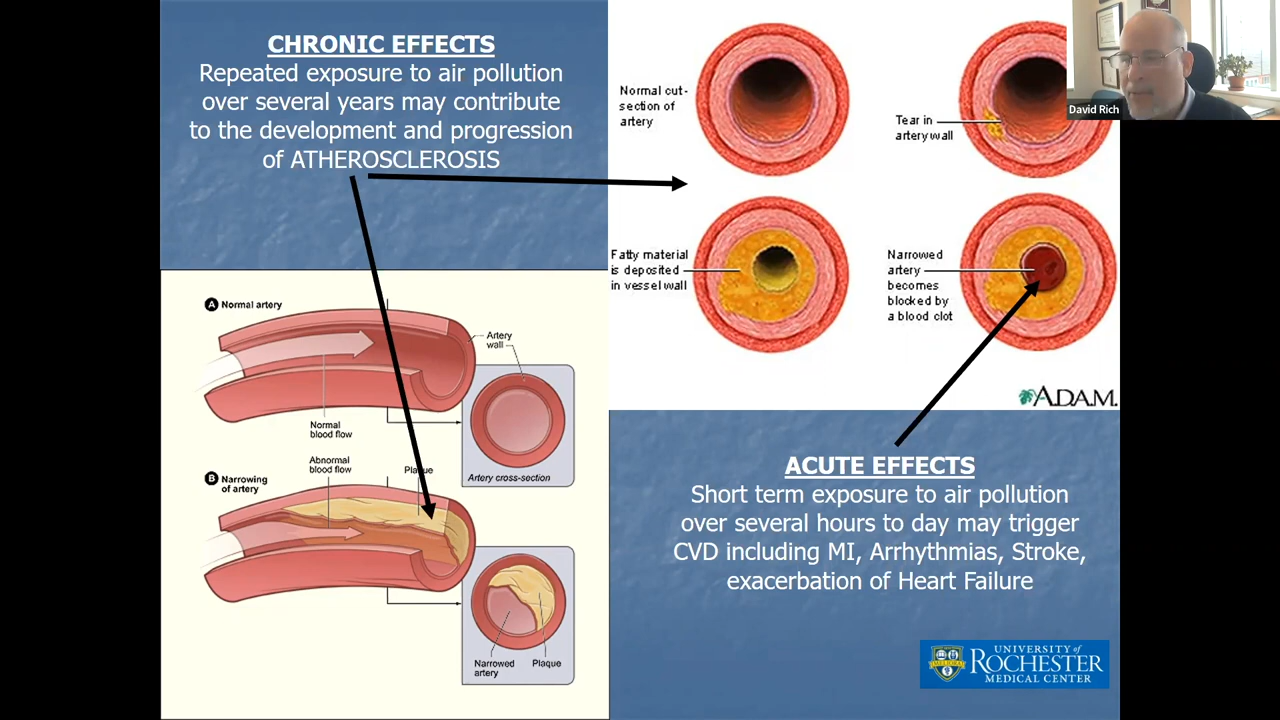 CHRONIC EFFECTS
Repeated exposure to air pollution
over several years may contribute
to the development and progression
of ATHEROSCLEROSIS
Normal cut-
section of
artery
Tear in
artery wall
David Rich
Fatty material
is deposited
in vessel wall
Narrowed
artery
becomes
blocked by
a blood clot
A.D.A.M.
A Normal artery
Artery
wall
Normal
blood flow
Artery cross-section
B Narrowing
of artery
Abnormal
blood flow
Plaque
Narrowed
artery
Plaque
ACUTE EFFECTS
Short term exposure to air pollution
over several hours to day may trigger
CVD including MI, Arrhythmias, Stroke,
exacerbation of Heart Failure
UNIVERSITY of
ROCHESTER
MEDICAL CENTER